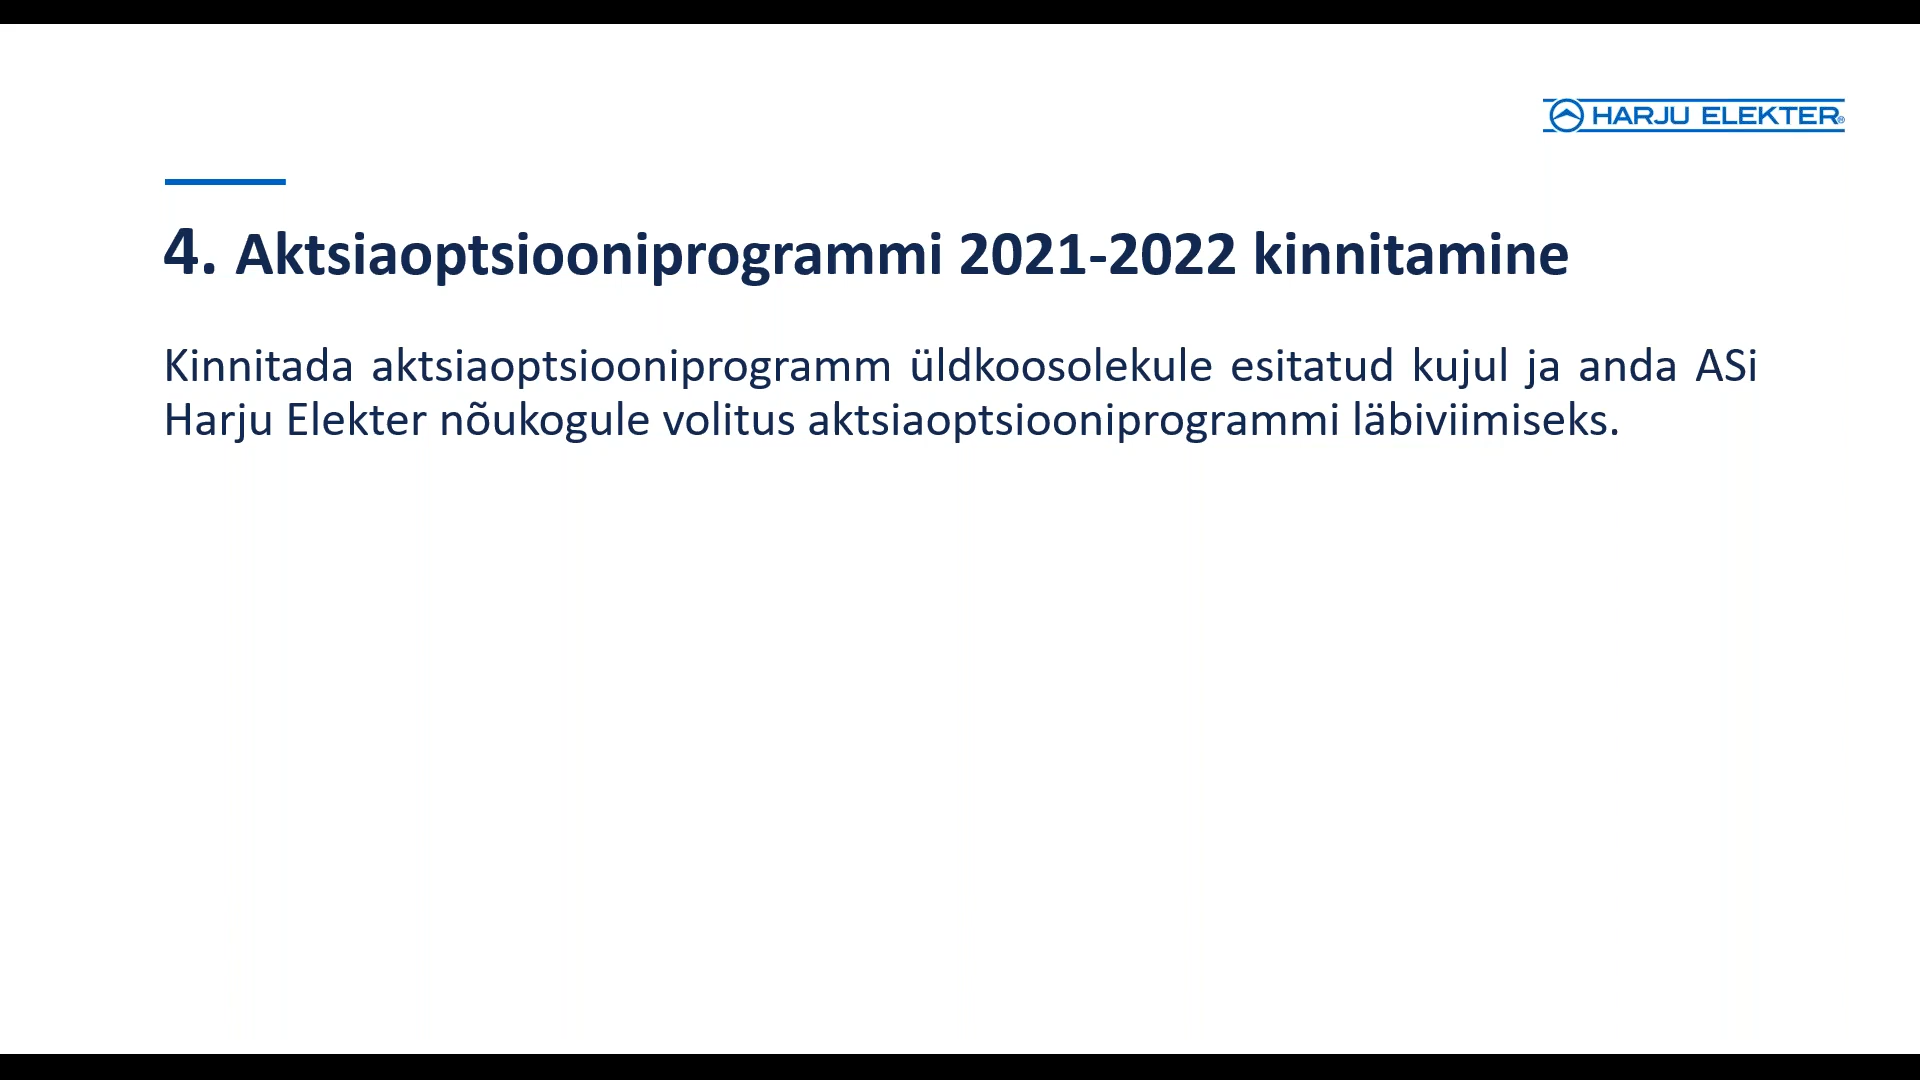 HARJU ELEKTER®
4. Aktsiaoptsiooniprogrammi 2021-2022 kinnitamine
Kinnitada aktsiaoptsiooniprogramm üldkoosolekule esitatud kujul ja anda ASi
Harju Elekter nõukogule volitus aktsiaoptsiooniprogrammi läbiviimiseks.